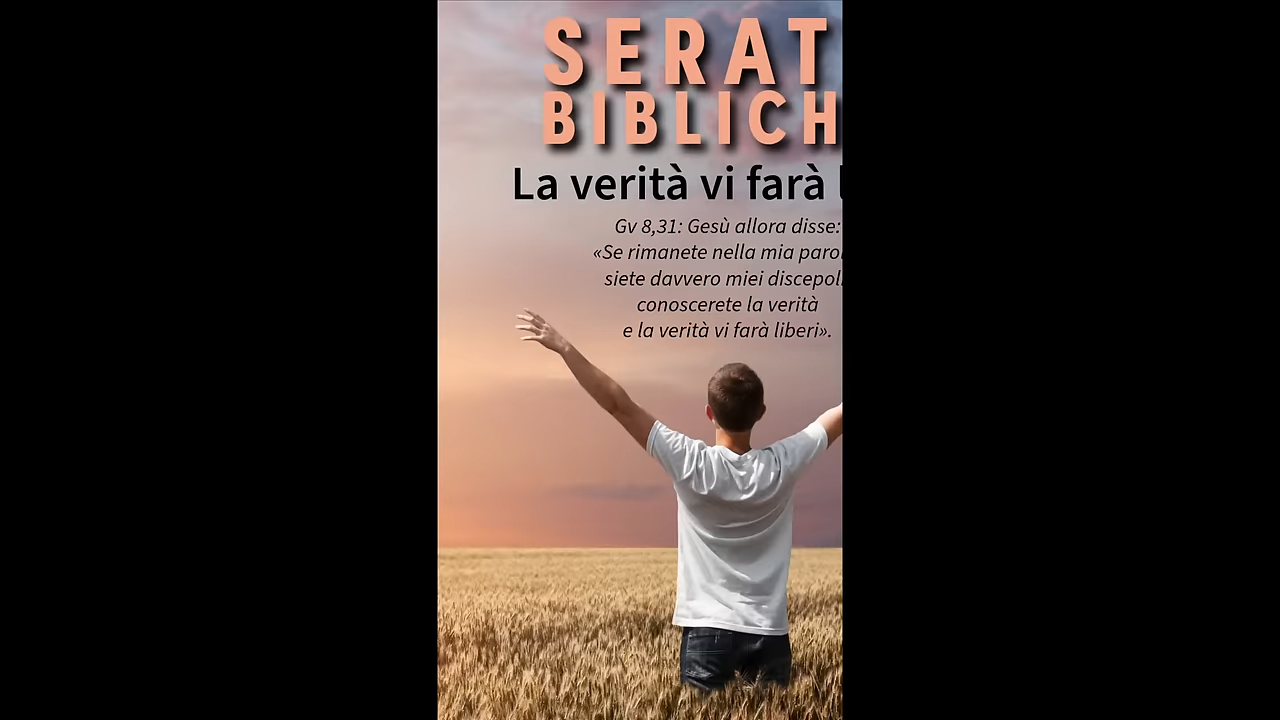 SERAT
BIBLICH
La verità vi farà
Gv 8,31: Gesù allora disse:
«Se rimanete nella mia paro
siete davvero miei discepol
conoscerete la verità
e la verità vi farà liberi».